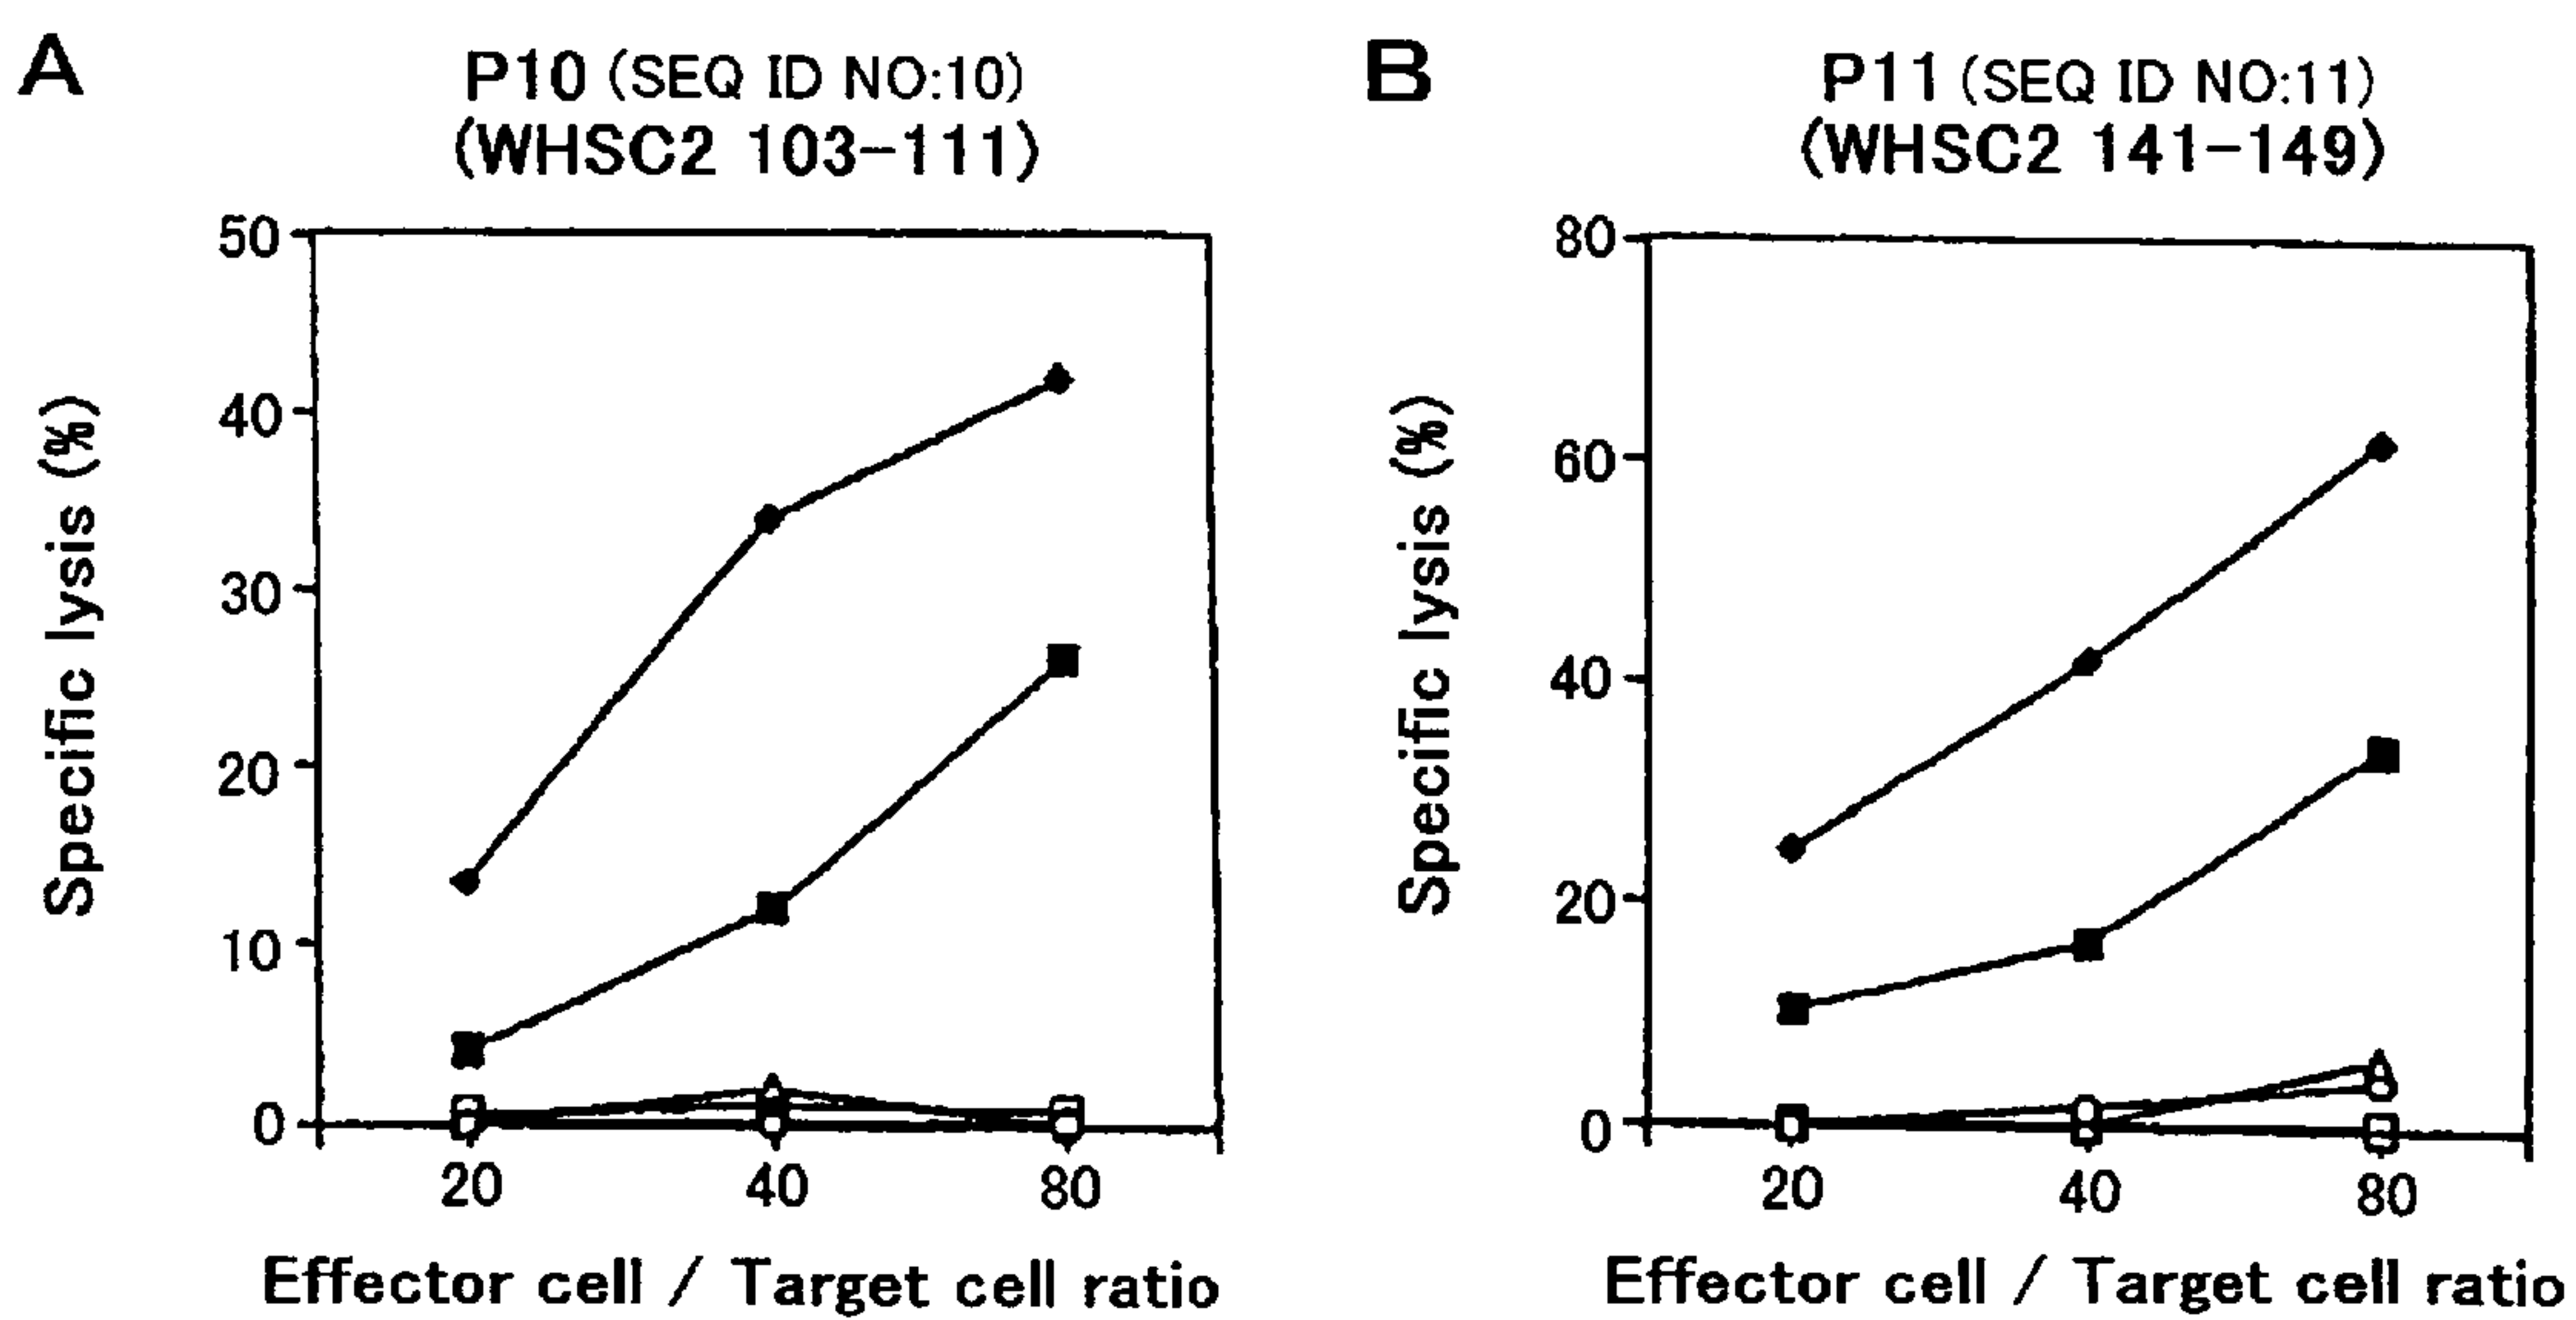 A
P10 (SEQ ID NO:10)
(WHSC2 103-111)
50
40
30
20
10
0
Specific lysis (%)
20 40 80
Effector cell / Target cell ratio
B
P11 (SEQ ID NO:11)
(WHSC2 141-149)
80
60
40
20
0
Specific lysis (%)
20 40 80
Effector cell / Target cell ratio